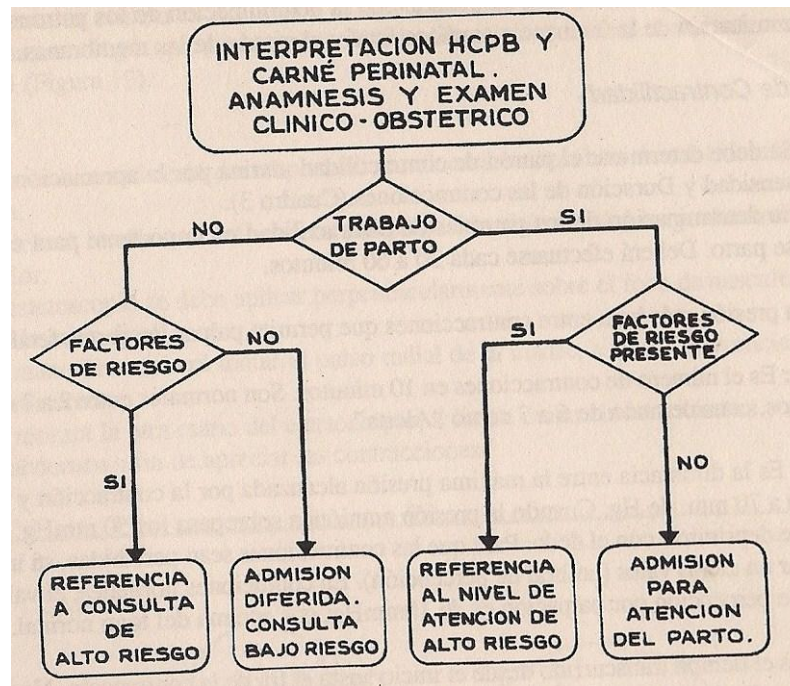 INTERPRETACION HCPB Y
CARNÉ PERINATAL.
ANAMNESIS Y EXAMEN
CLINICO-OBSTETRICO
NO
TRABAJO
DE PARTO
SI
FACTORES
DE RIESGO
NO
SI
FACTORES
DE RIESGO
PRESENTE
SI
NO
REFERENCIA
A CONSULTA
DE
ALTO RIESGO
ADMISION
DIFERIDA.
CONSULTA
BAJO RIESGO
REFERENCIA
AL NIVEL DE
ATENCION DE
ALTO RIESGO
ADMISION
PARA
ATENCION
DEL PARTO.